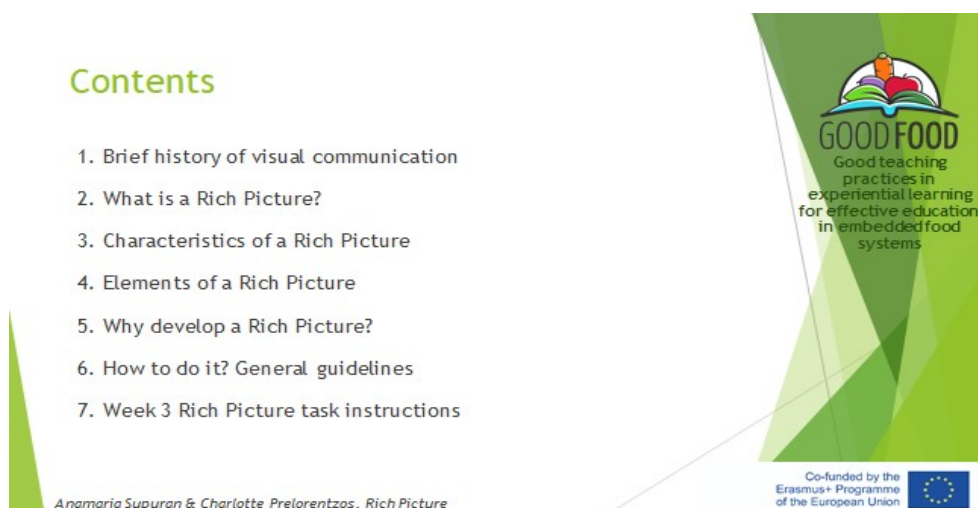 Contents
1. Brief history of visual communication
2. What is a Rich Picture?
3. Characteristics of a Rich Picture
4. Elements of a Rich Picture
5. Why develop a Rich Picture?
6. How to do it? General guidelines
7. Week 3 Rich Picture task instructions
GOODFOOD
Good teaching
practices in
experiential learning
for effective education
in embedded food
systems
Anamaria Supuran & Charlotte Prelorentzos, Rich Picture
Co-funded by the
Erasmus+ Programme
of the European Union